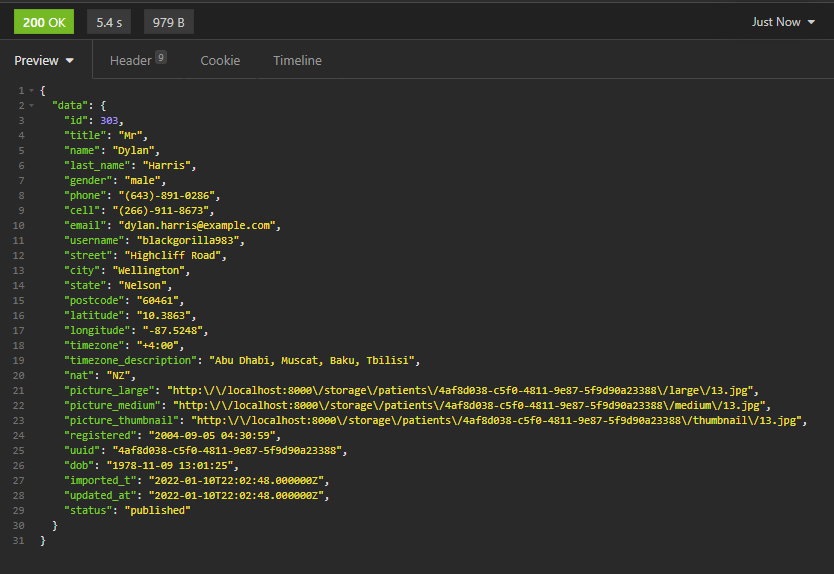 200 OK 5.4 s 979 B Just Now
Preview Header 9 Cookie Timeline
1 {
2 "data": {
3 "id": 303,
4 "title": "Mr",
5 "name": "Dylan",
6 "last_name": "Harris",
7 "gender": "male",
8 "phone": "(643)-891-0286",
9 "cell": "(266)-911-8673",
10 "email": "dylan.harris@example.com",
11 "username": "blackgorilla983",
12 "street": "Highcliff Road",
13 "city": "Wellington",
14 "state": "Nelson",
15 "postcode": "60461",
16 "latitude": "10.3863",
17 "longitude": "-87.5248",
18 "timezone": "+4:00",
19 "timezone_description": "Abu Dhabi, Muscat, Baku, Tbilisi",
20 "nat": "NZ",
21 "picture_large": "http:\/\/localhost:8000\/storage\/patients\/4af8d038-c5f0-4811-9e87-5f9d90a23388\/large\/13.jpg",
22 "picture_medium": "http:\/\/localhost:8000\/storage\/patients\/4af8d038-c5f0-4811-9e87-5f9d90a23388\/medium\/13.jpg",
23 "picture_thumbnail": "http:\/\/localhost:8000\/storage\/patients\/4af8d038-c5f0-4811-9e87-5f9d90a23388\/thumbnail\/13.jpg",
24 "registered": "2004-09-05 04:30:59",
25 "uuid": "4af8d038-c5f0-4811-9e87-5f9d90a23388",
26 "dob": "1978-11-09 13:01:25",
27 "imported_t": "2022-01-10T22:02:48.000000Z",
28 "updated_at": "2022-01-10T22:02:48.000000Z",
29 "status": "published"
30 }
31 }